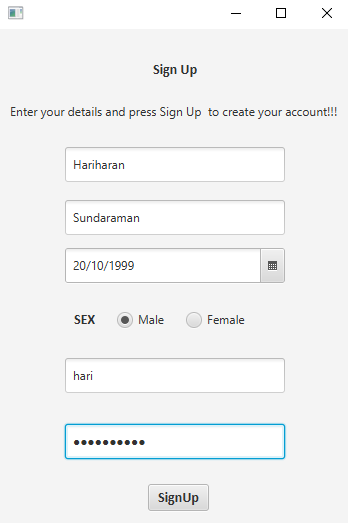 Sign Up
Enter your details and press Sign Up  to create your account!!!
Hariharan
Sundaraman
20/10/1999
SEX Male Female
hari
●●●●●●●●●●
SignUp